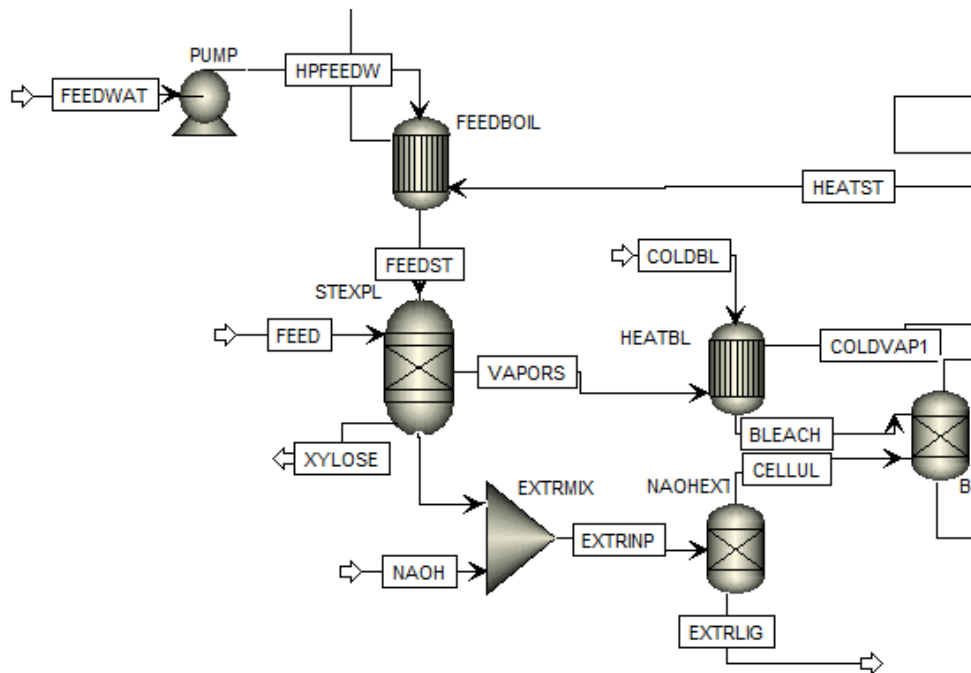 PUMP
HPFEEDW
FEEDWAT
FEEDBOIL
HEATST
FEEDST
COLDBL
STEXPL
FEED
HEATBL
COLDVAP1
VAPORS
BLEACH
XYLOSE
CELLUL
EXTRMIX
NAOHEXT
B
EXTRINP
NAOH
EXTRLIG